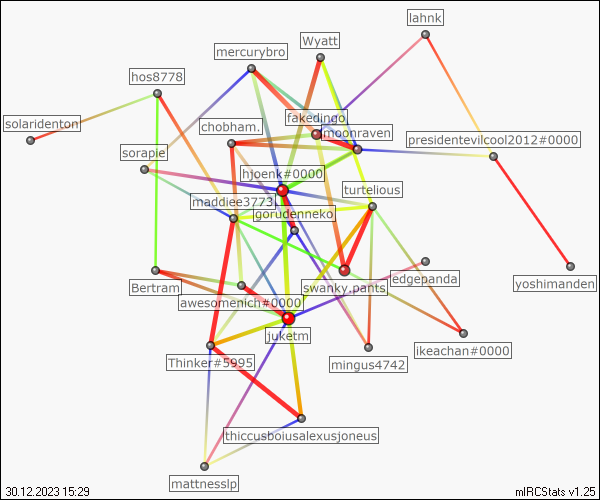 lahnk
Wyatt
mercurybro
hos8778
fakedingo.
solaridenton
chobham.
moonraven
presidentevilcool2012#0000
sorapie
hjoenk#0000
turtelious
maddiee3773
gorudenneko
Bertram
swanky.pants
ledgepanda
yoshimanden
awesomenich#0000
juketm
Thinker#5995
mingus4742
ikeachan#0000
thiccusboiusalexusjoneus
mattnesslp
30.12.2023 15:29
mIRCStats v1.25